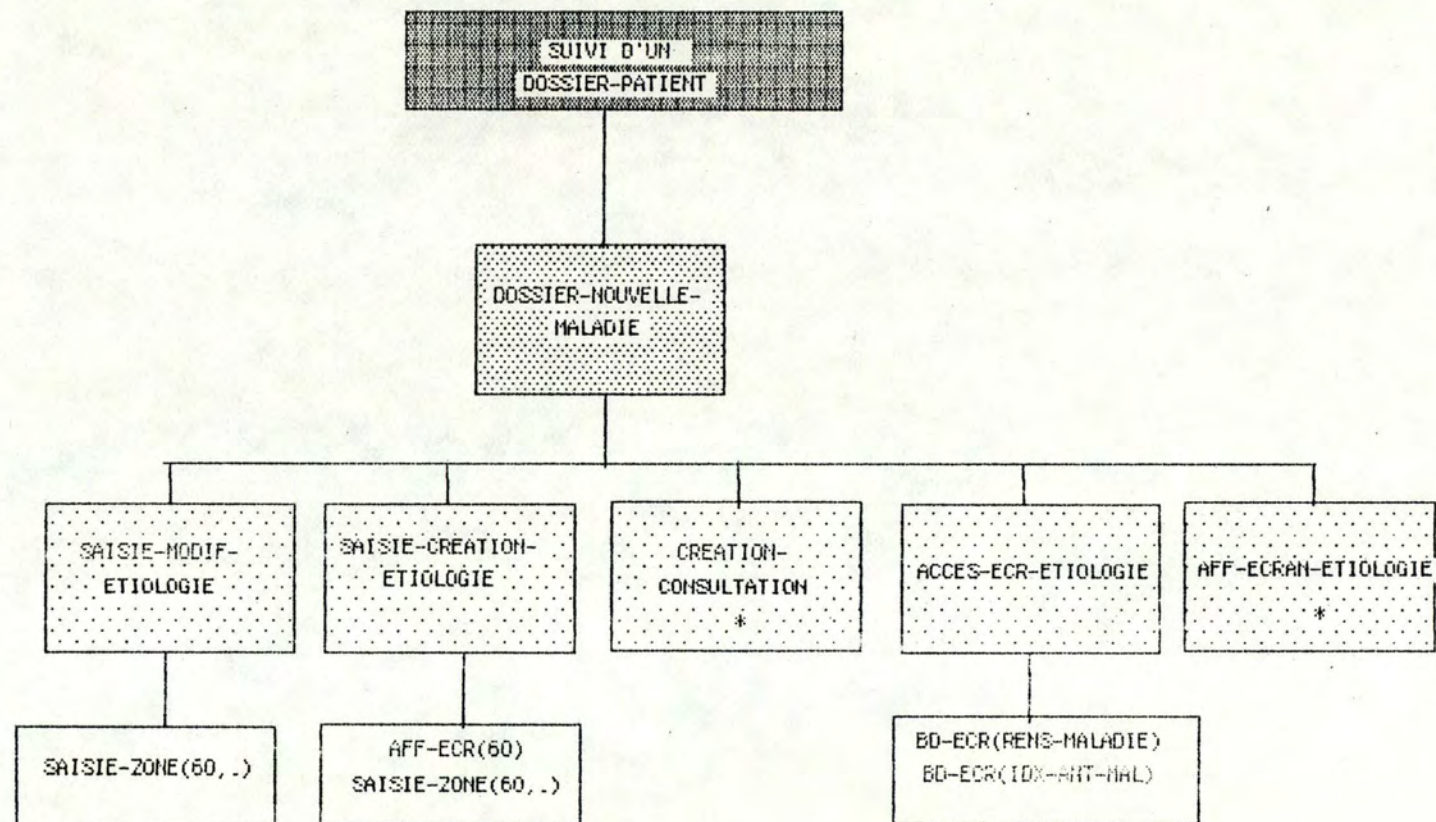 SUIVI D'UN
DOSSIER-PATIENT
DOSSIER-NOUVELLE-
MALADIE
SAISIE-MODIF-
ETIOLOGIE
SAISIE-CREATION-
ETIOLOGIE
CREATION-
CONSULTATION
*
ACCES-ECR-ETIOLOGIE
AFF-ECRAN-ETIOLOGIE
*
SAISIE-ZONE(60,.)
AFF-ECR(60)
SAISIE-ZONE(60,.)
BD-ECR(RENS-MALADIE)
BD-ECR(IDX-ANT-MAL)